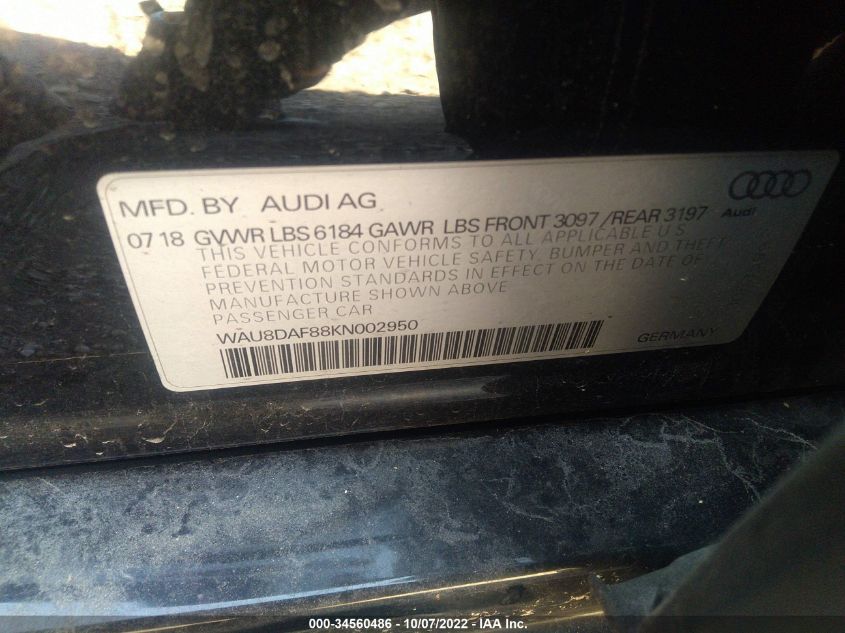 MFD. BY AUDI AG
Audi
07 18 GVWR LBS 6184 GAWR LBS FRONT 3097 /REAR 3197
THIS VEHICLE CONFORMS TO ALL APPLICABLE U S
FEDERAL MOTOR VEHICLE SAFETY, BUMPER AND THEFT
PREVENTION STANDARDS IN EFFECT ON THE DATE OF
MANUFACTURE SHOWN ABOVE
PASSENGER CAR
WAU8DAF88KN002950
GERMANY
000-34560486 - 10/07/2022 - IAA Inc.